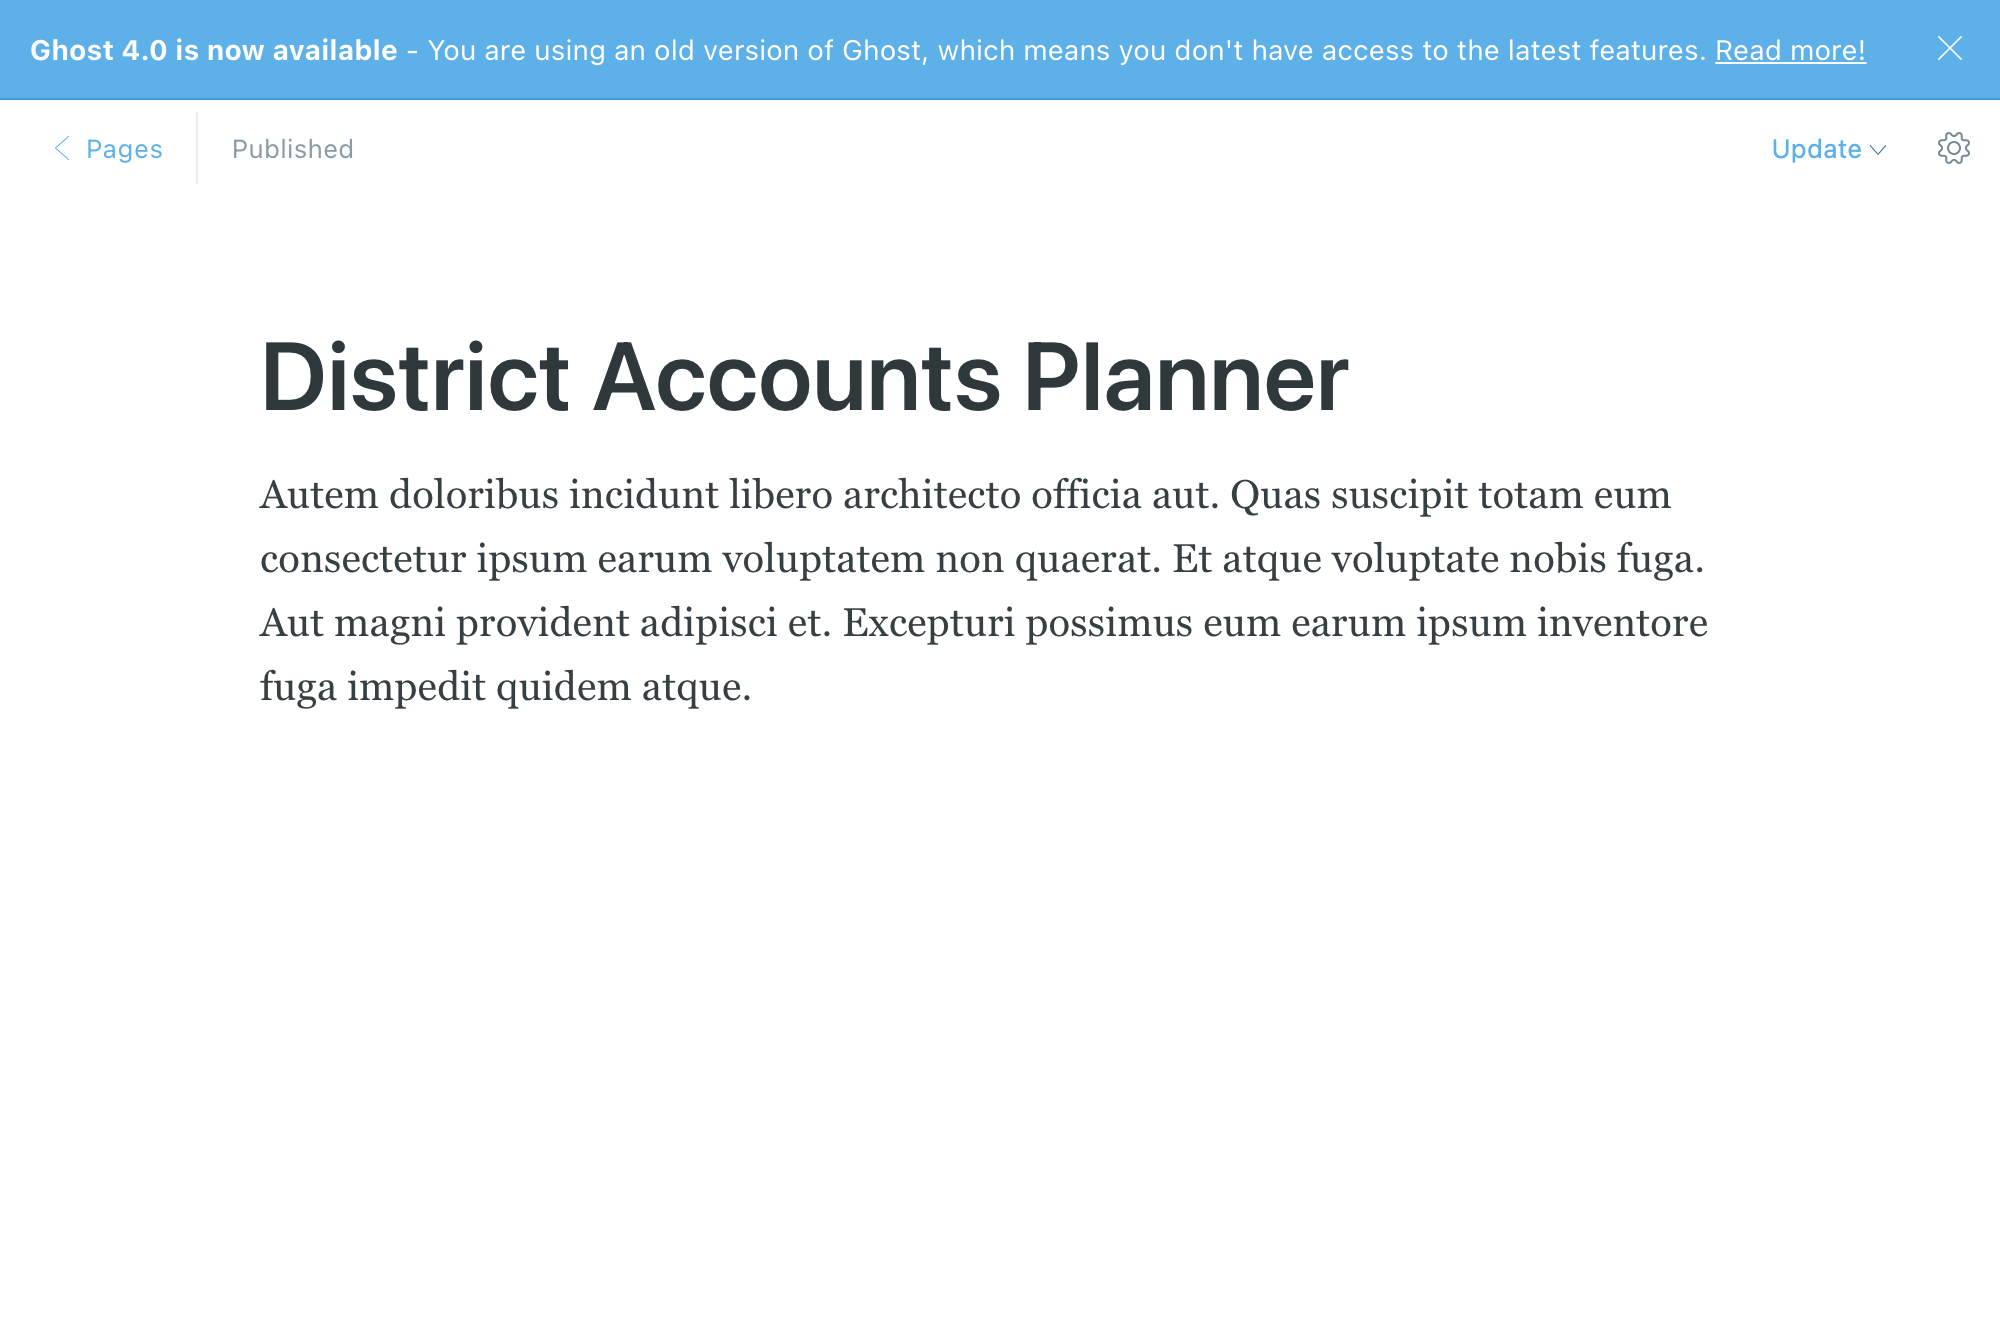 Ghost 4.0 is now available - You are using an old version of Ghost, which means you don't have access to the latest features. Read more!
Pages
Published
Update
District Accounts Planner
Autem doloribus incidunt libero architecto officia aut. Quas suscipit totam eum
consectetur ipsum earum voluptatem non quaerat. Et atque voluptate nobis fuga.
Aut magni provident adipisci et. Excepturi possimus eum earum ipsum inventore
fuga impedit quidem atque.